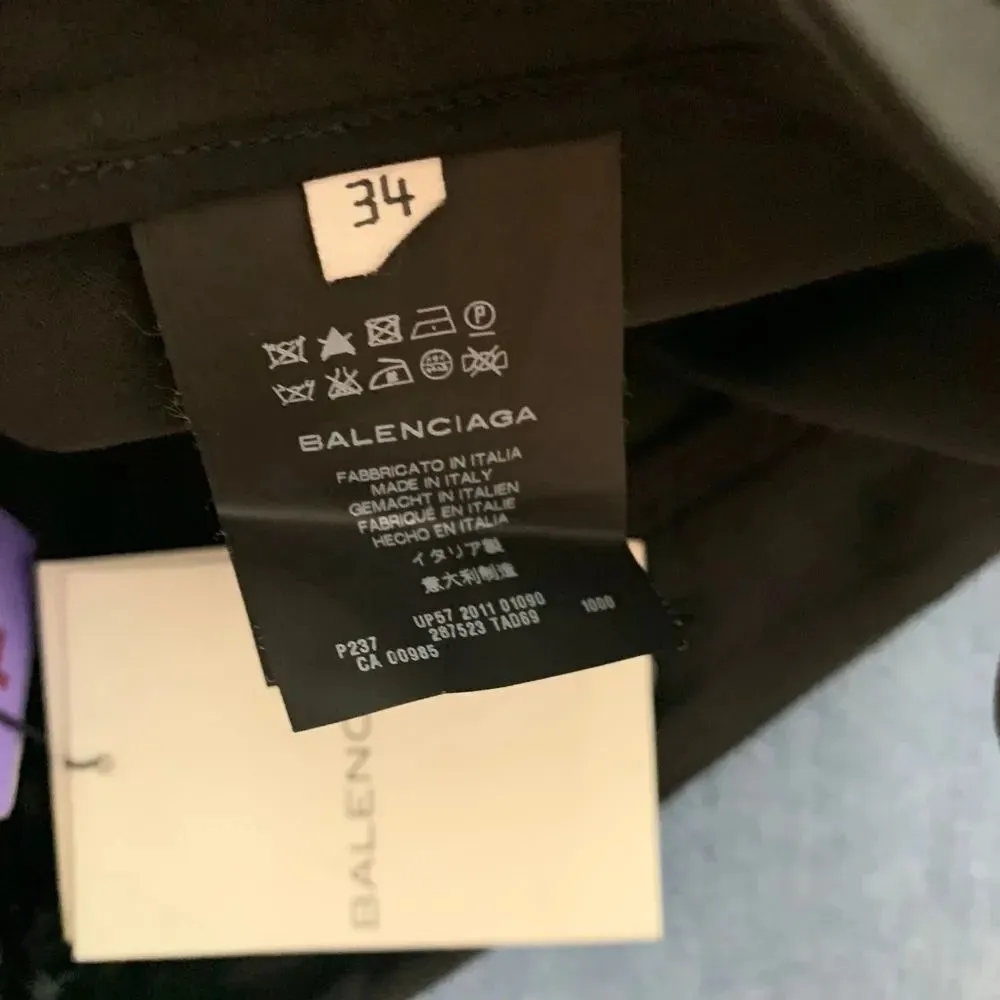 34
BALENCIAGA
FABBRICATO IN ITALIA
MADE IN ITALY
GEMACHT IN ITALIEN
FABRIQUÉ EN ITALIE
HECHO EN ITALIA
イタリア製
意大利制造
UP57 2011 01090 1000
P237 287523 TAD69
CA 00985
BALENC